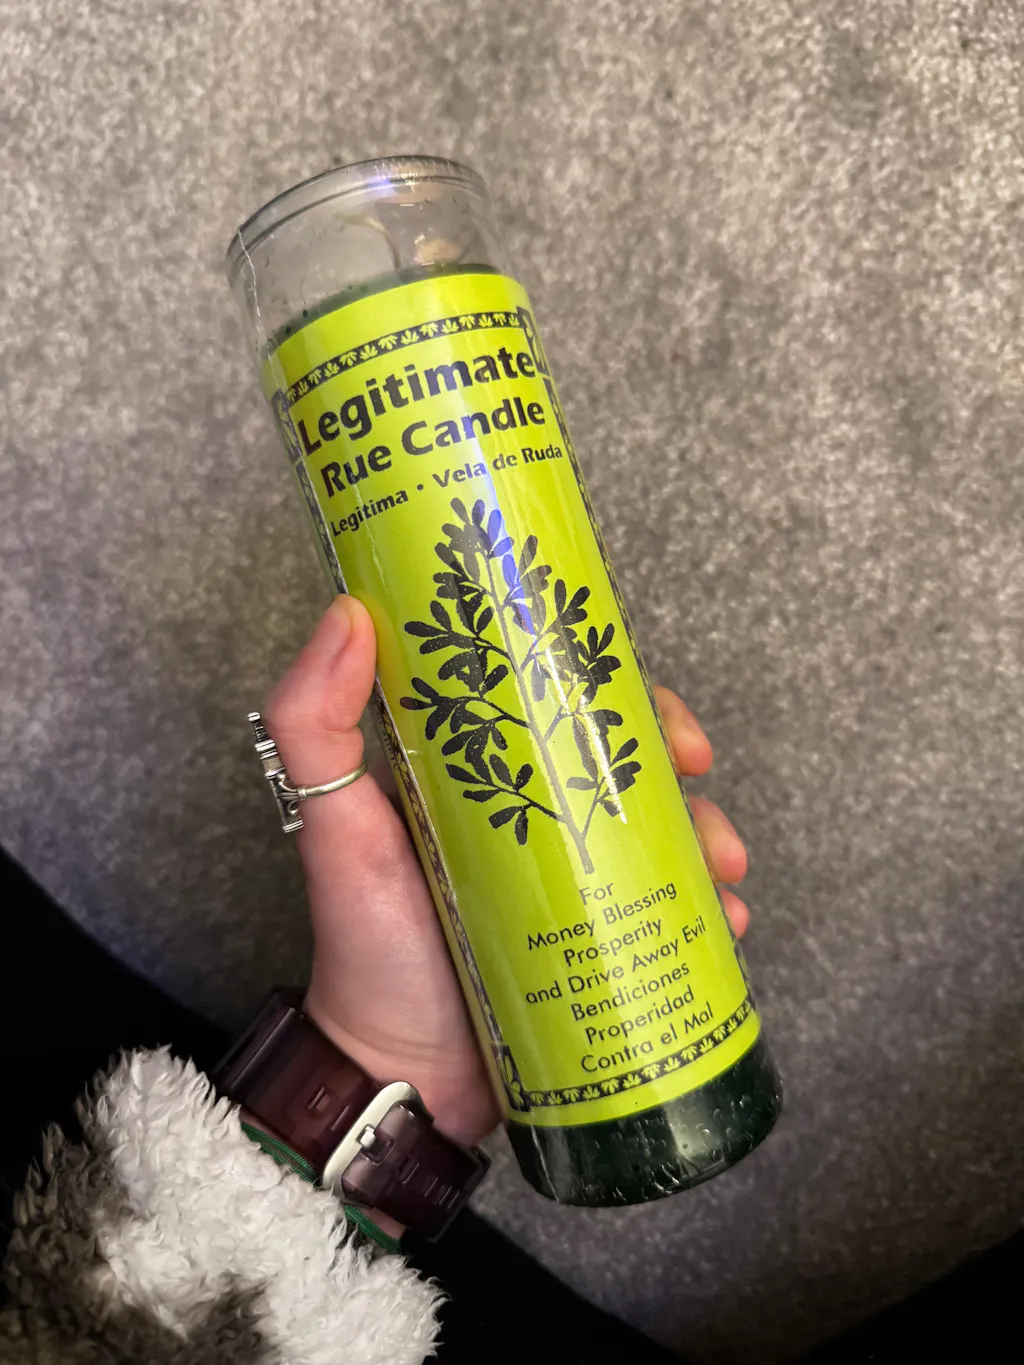 Legitimate
Rue Candle
Legitima • Vela de Ruda
For
Money Blessing
Prosperity
and Drive Away Evil
Bendiciones
Properidad
Contra el Mal